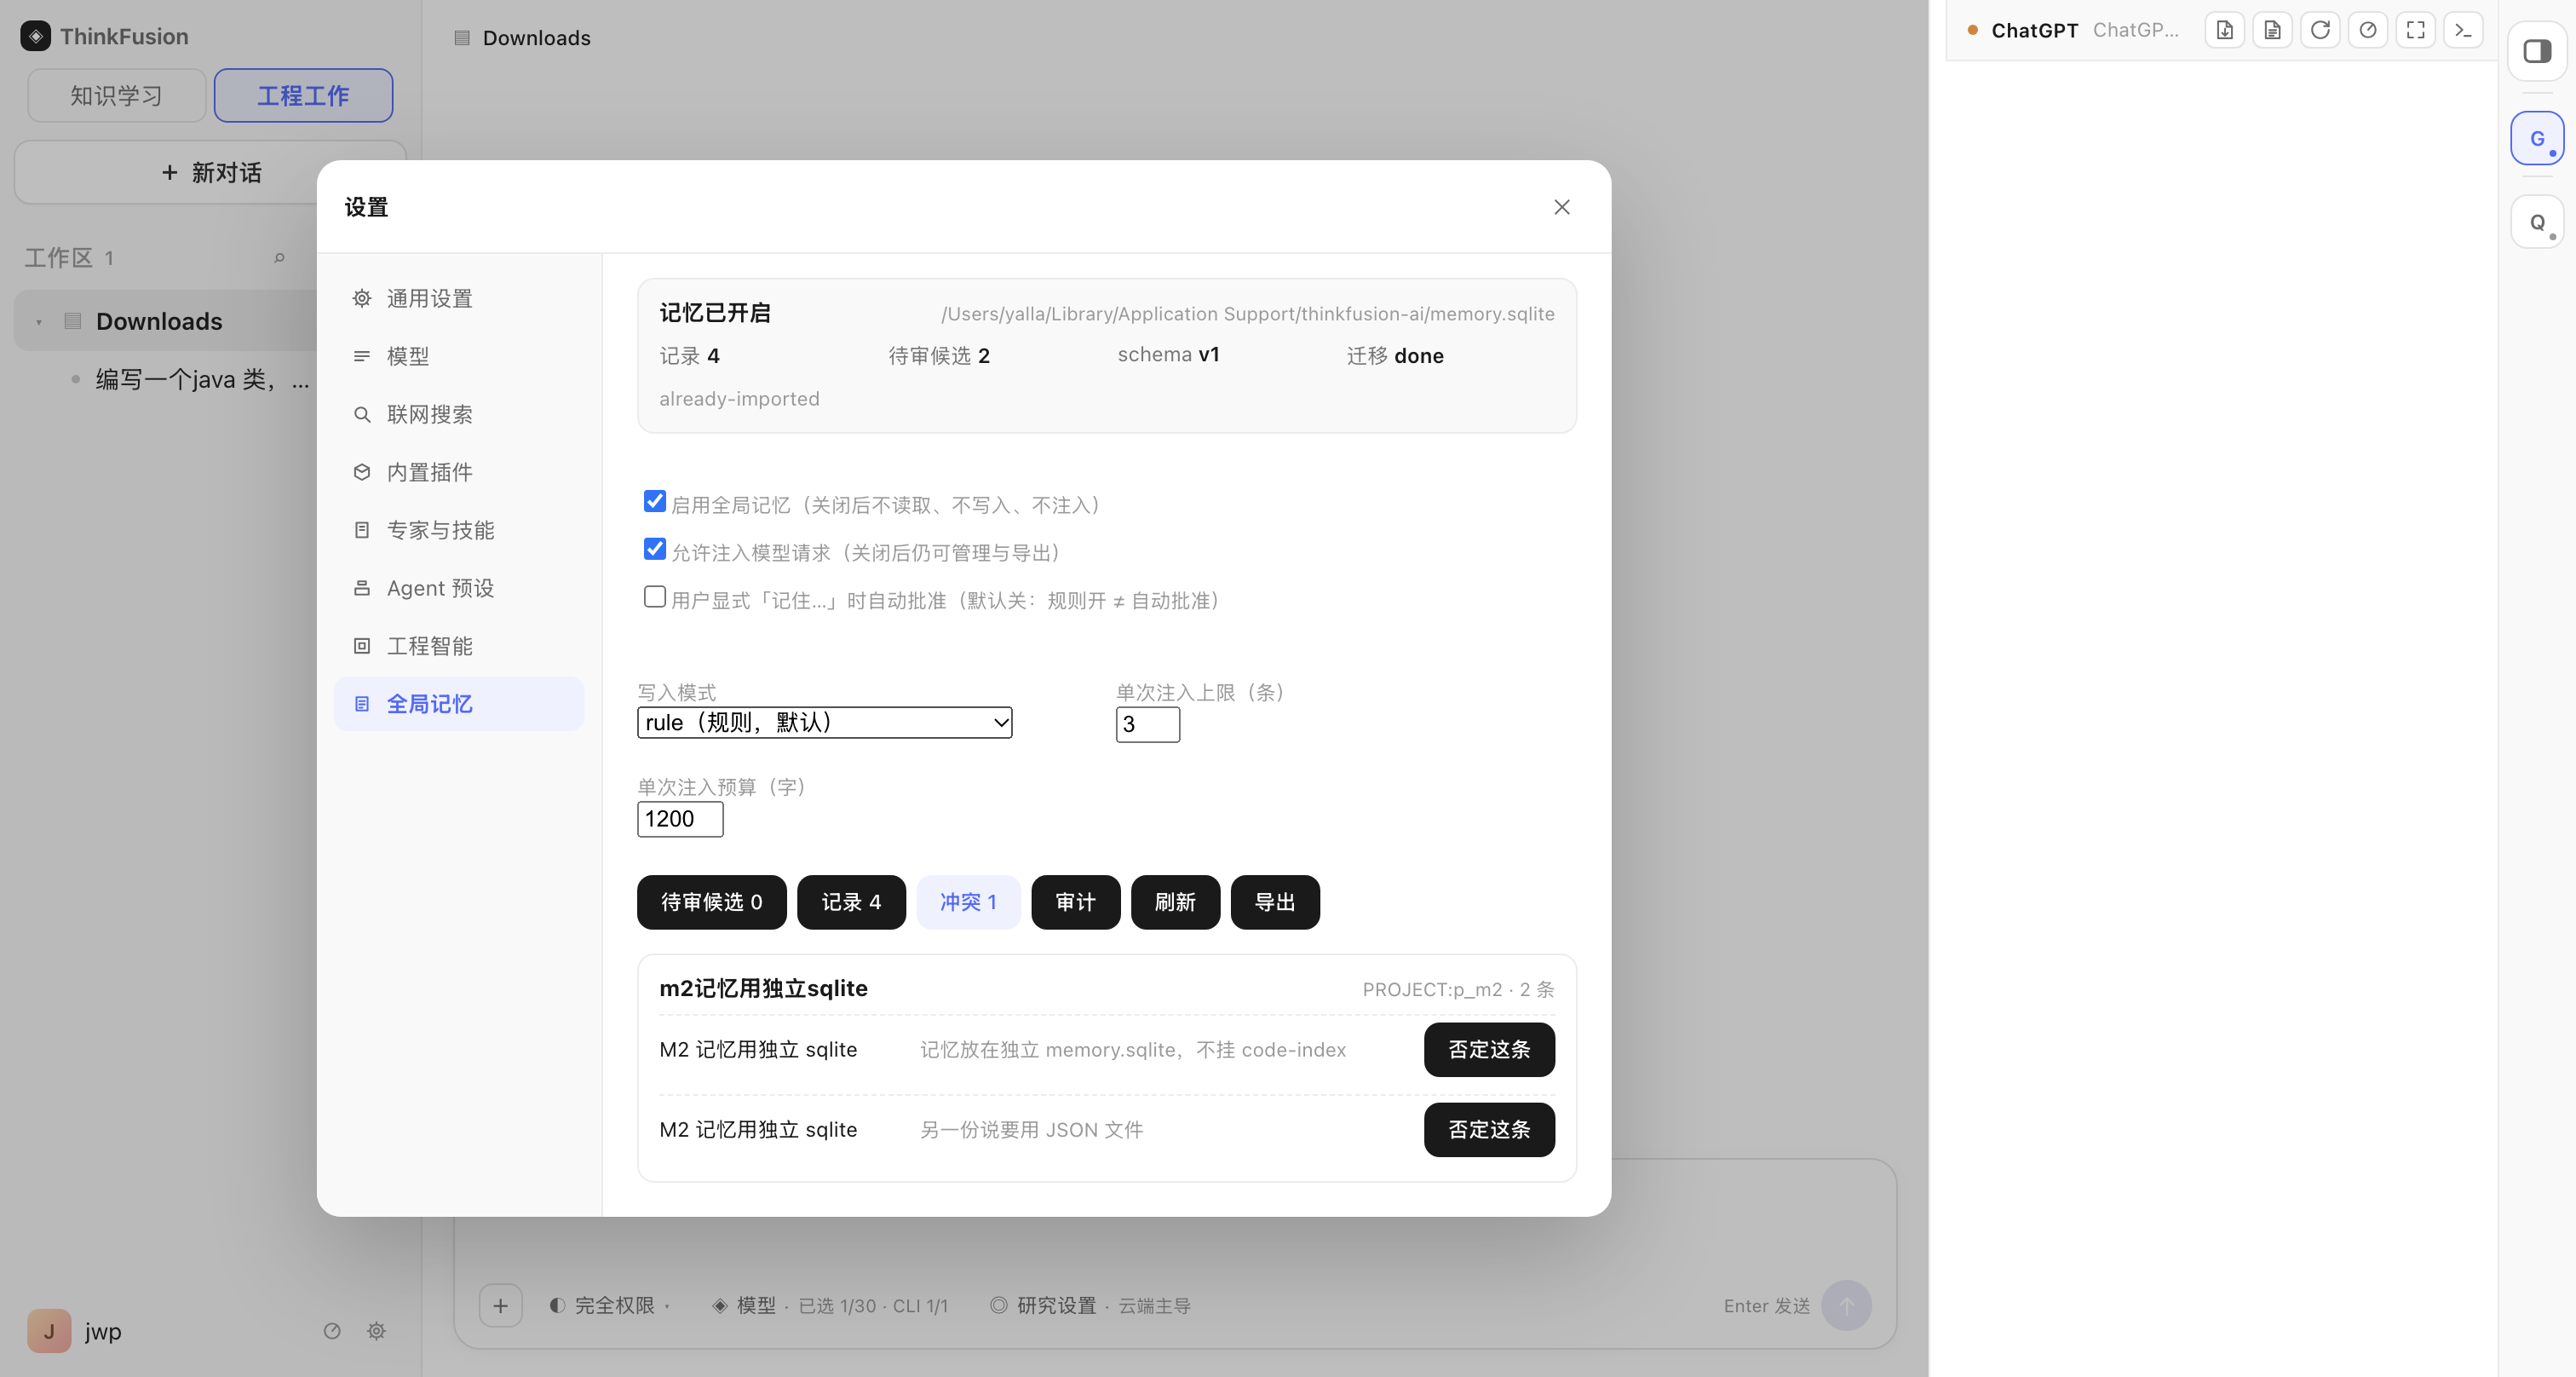 ThinkFusion
知识学习
工程工作
+ 新对话
工作区 1
Downloads
编写一个java 类，...
J
jwp
Downloads
设置
通用设置
模型
联网搜索
内置插件
专家与技能
Agent 预设
工程智能
全局记忆
记忆已开启
/Users/yalla/Library/Application Support/thinkfusion-ai/memory.sqlite
记录 4
待审候选 2
schema v1
迁移 done
already-imported
启用全局记忆（关闭后不读取、不写入、不注入）
允许注入模型请求（关闭后仍可管理与导出）
用户显式「记住...」时自动批准（默认关：规则开 ≠ 自动批准）
写入模式
rule（规则，默认）
单次注入上限（条）
3
单次注入预算（字）
1200
待审候选 0
记录 4
冲突 1
审计
刷新
导出
m2记忆用独立sqlite
PROJECT:p_m2 · 2 条
M2 记忆用独立 sqlite
记忆放在独立 memory.sqlite，不挂 code-index
否定这条
M2 记忆用独立 sqlite
另一份说要用 JSON 文件
否定这条
完全权限
模型 · 已选 1/30 · CLI 1/1
研究设置 · 云端主导
Enter 发送
ChatGPT
ChatGP...
G
Q